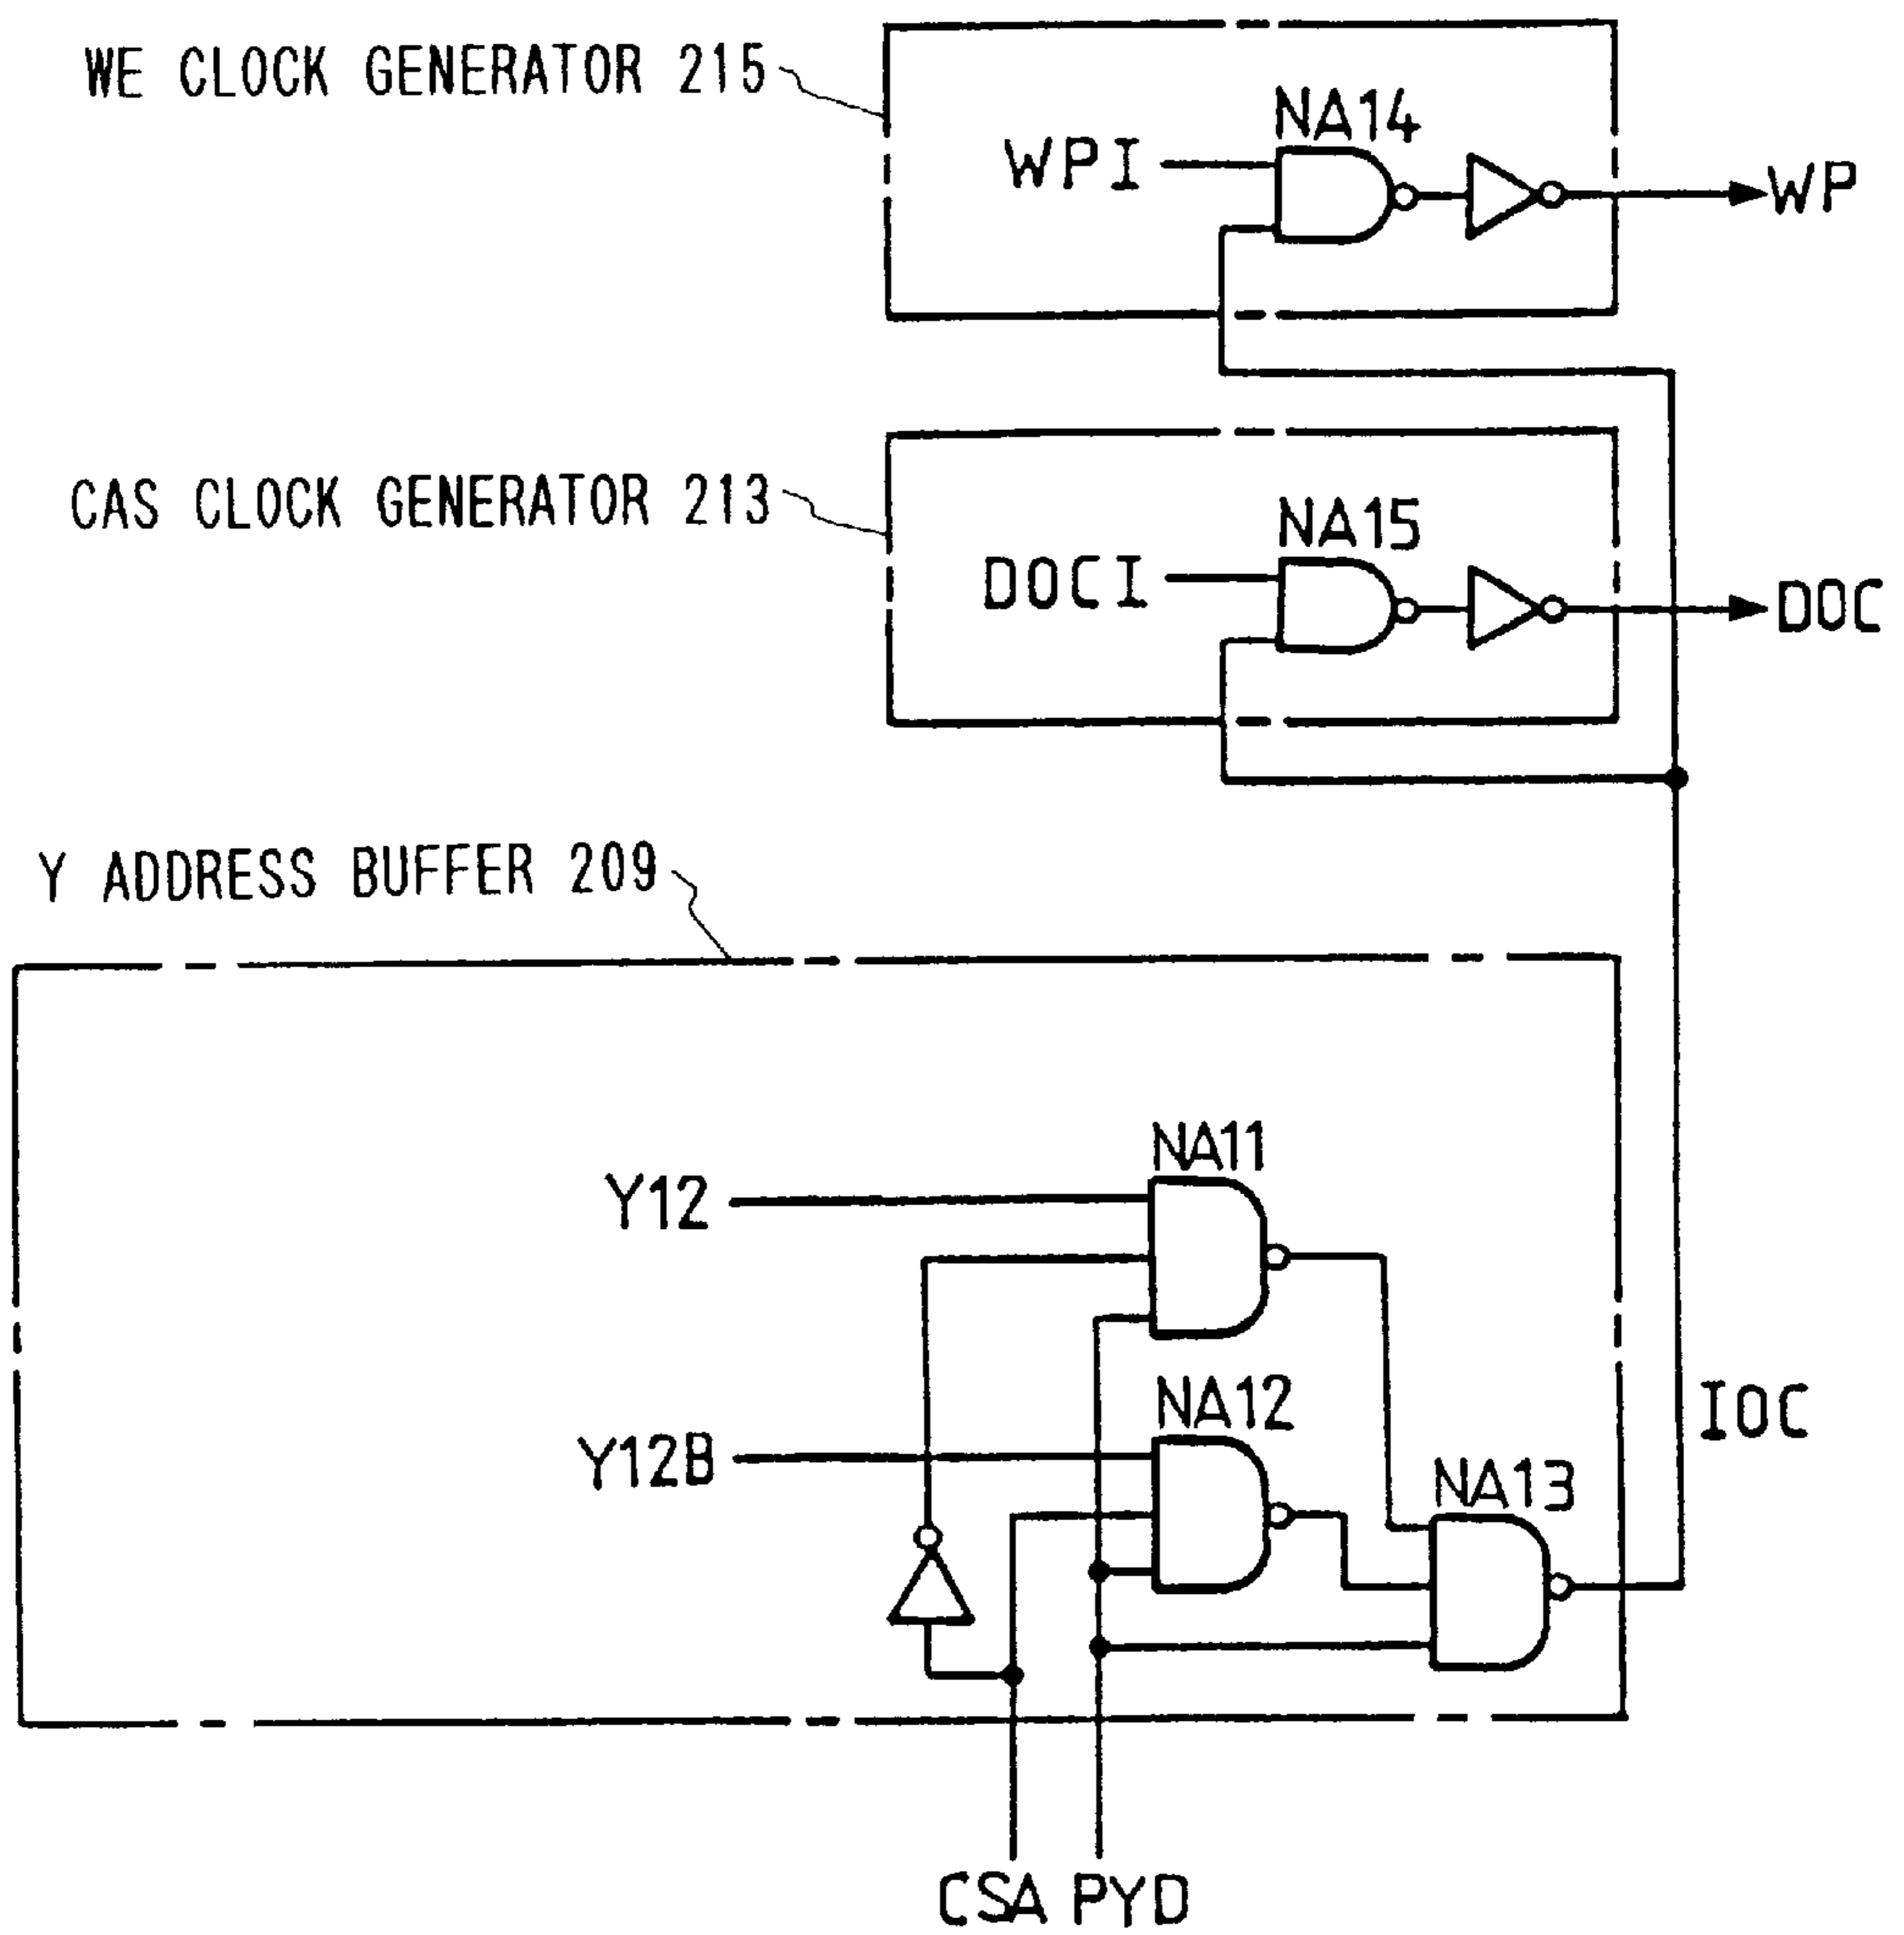 WE CLOCK GENERATOR 215
NA14
WPI
WP
CAS CLOCK GENERATOR 213
NA15
DOCI
DOC
Y ADDRESS BUFFER 209
NA11
Y12
NA12
IOC
Y12B
NA13
CSA PYD